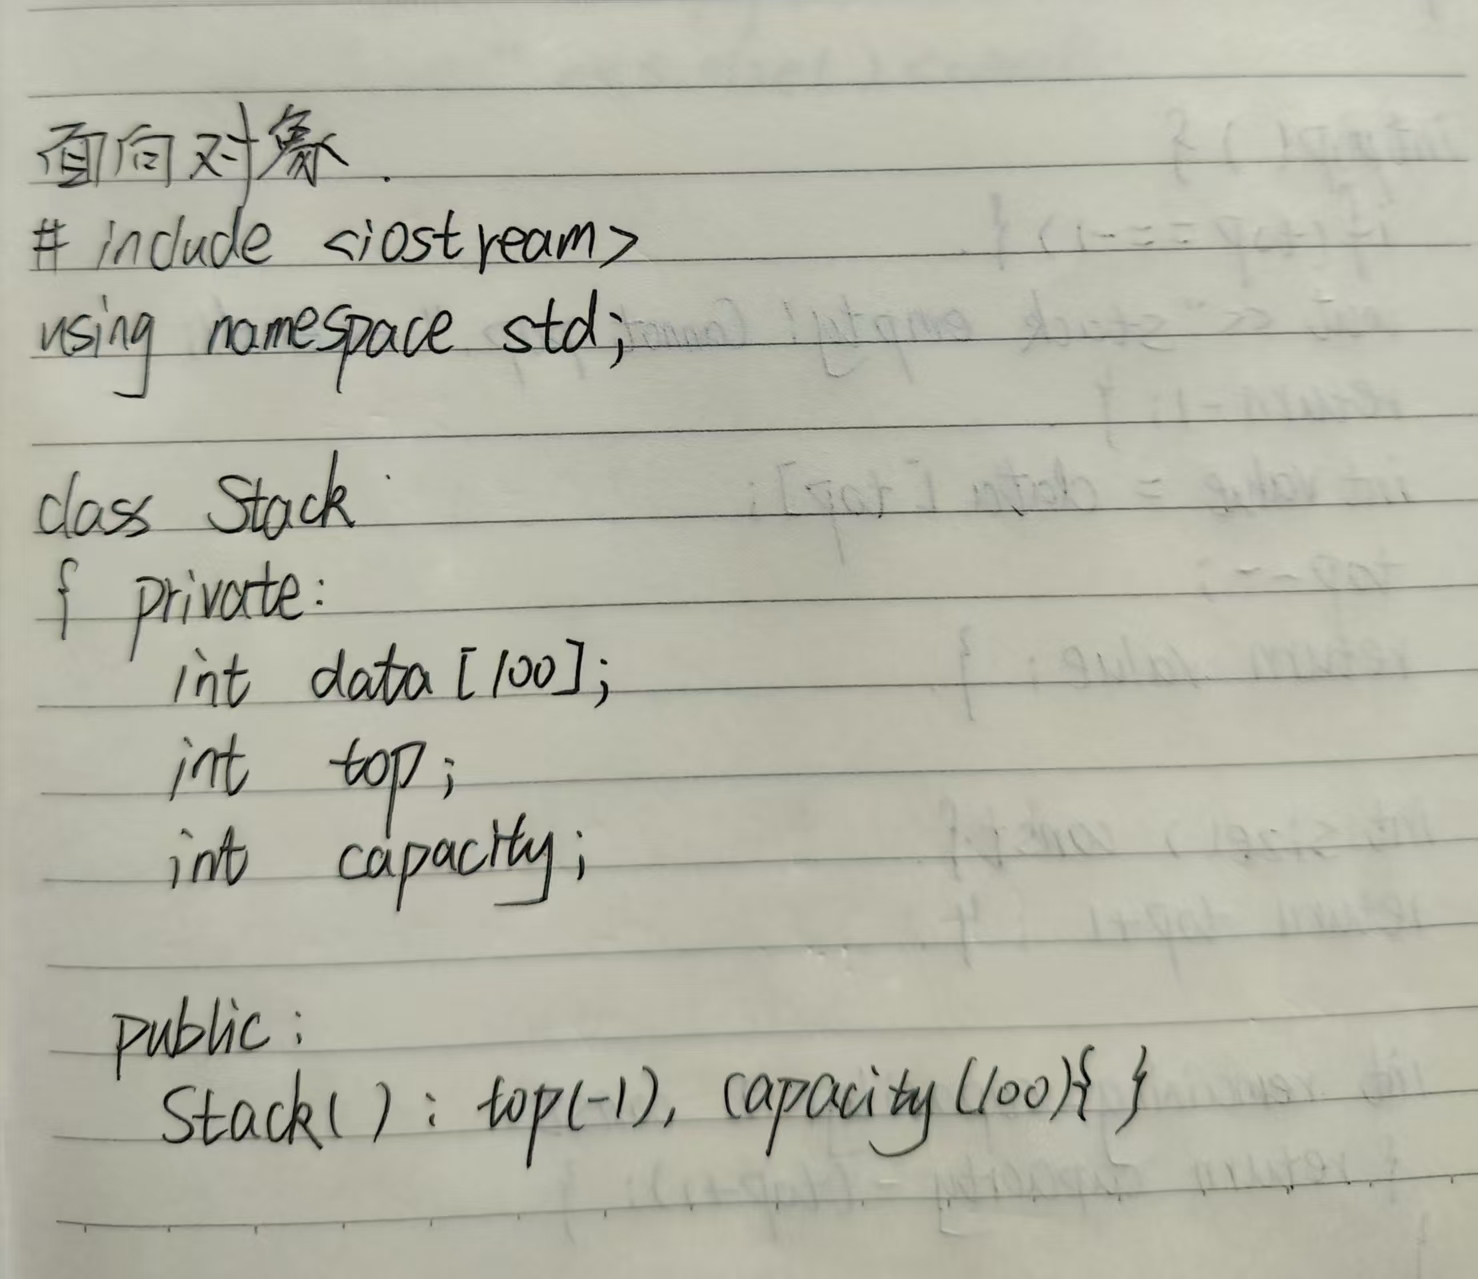 面向对象.
# include <iostream>
using namespace std;
class Stack
{ private:
int data [100];
int top;
int capacity;
public:
Stack() : top(-1), capacity(100){ }